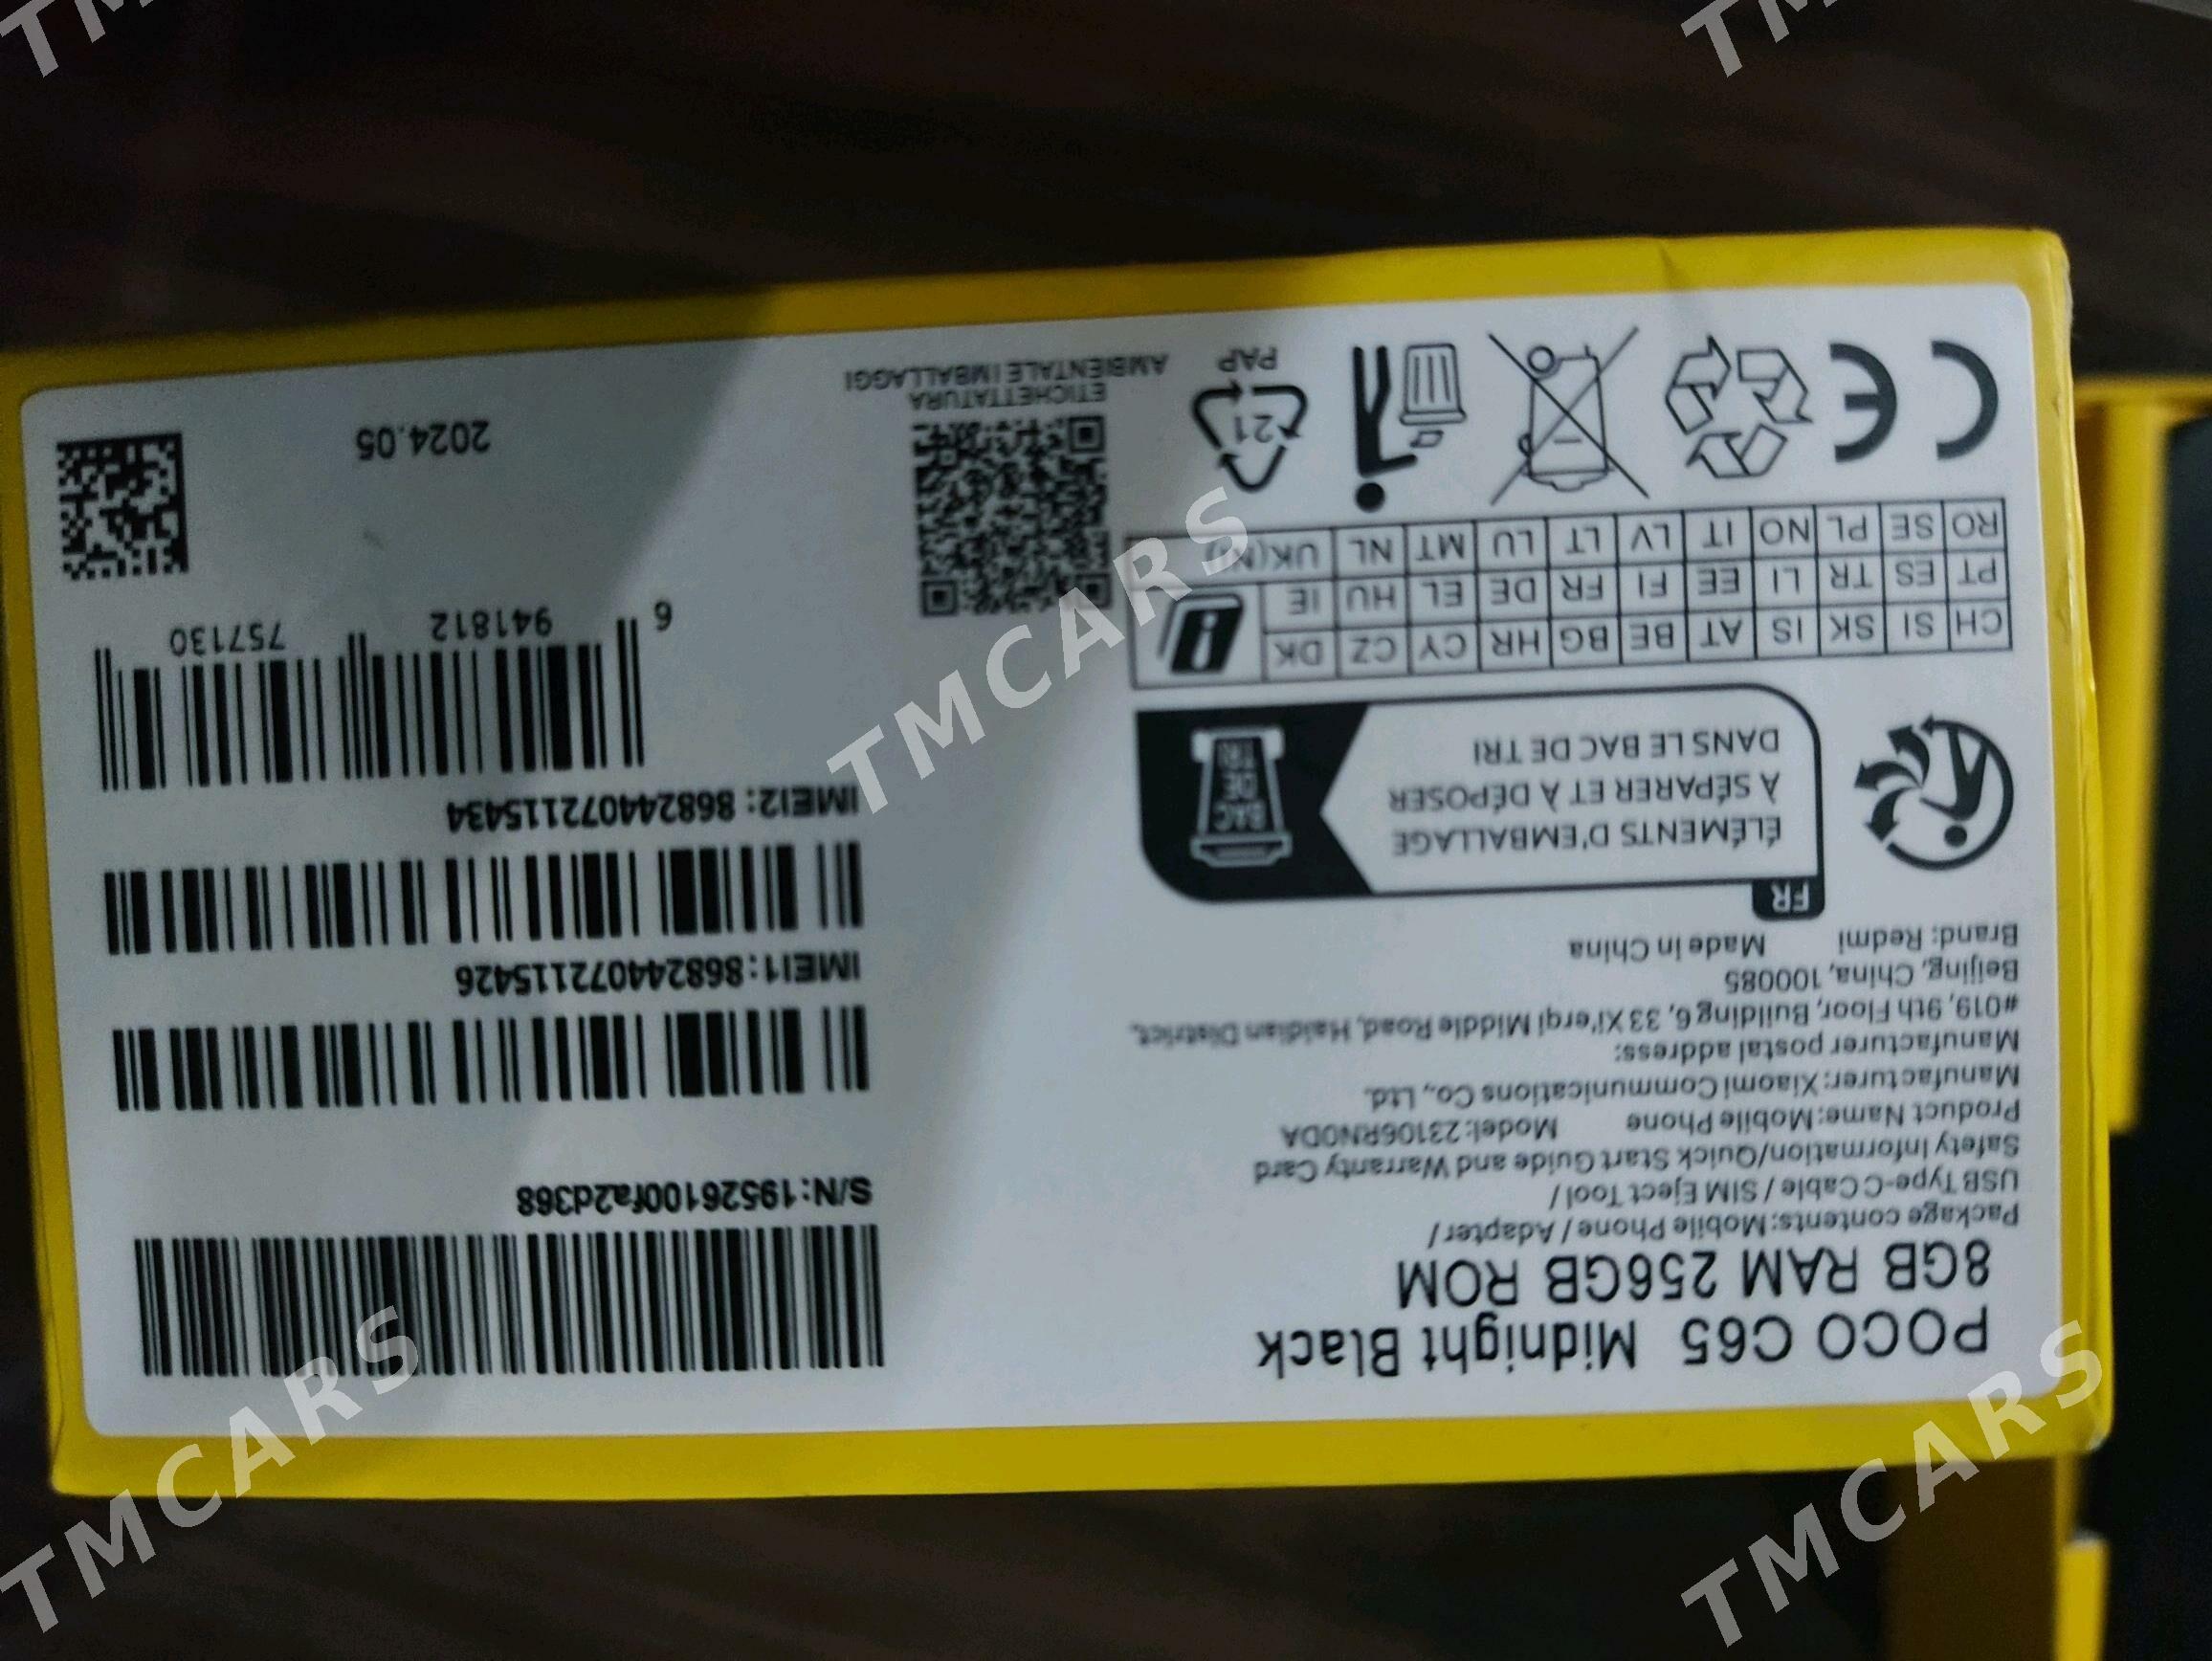 POCO C65 Midnight Black
8GB RAM 256GB ROM
Package contents: Mobile Phone / Adapter /
USB Type-C Cable / SIM Eject Tool /
Safety Information/Quick Start Guide and Warranty Card
Product Name: Mobile Phone Model: 23106RN0DA
Manufacturer: Xiaomi Communications Co., Ltd.
Manufacturer postal address:
#019, 9th Floor, Building 6, 33 Xi'erqi Middle Road, Haidian District,
Beijing, China, 100085
Brand: Redmi Made in China
FR
ÉLÉMENTS D'EMBALLAGE
À SÉPARER ET À DÉPOSER
DANS LE BAC DE TRI
BAC
DE
TRI
CH SI SK IS AT BE BG HR CY CZ DK
PT ES TR LI EE FI FR DE EL HU IE
RO SE PL NO IT LV LT LU MT NL UK(NI)
CE
21
PAP
ETICHETTATURA
AMBIENTALE IMBALLAGGI
S/N: 19526100fa2d368
IMEI1: 868244072115426
IMEI2: 868244072115434
6 941812 757130
2024.05
TMCARS
TMCARS
TMCARS